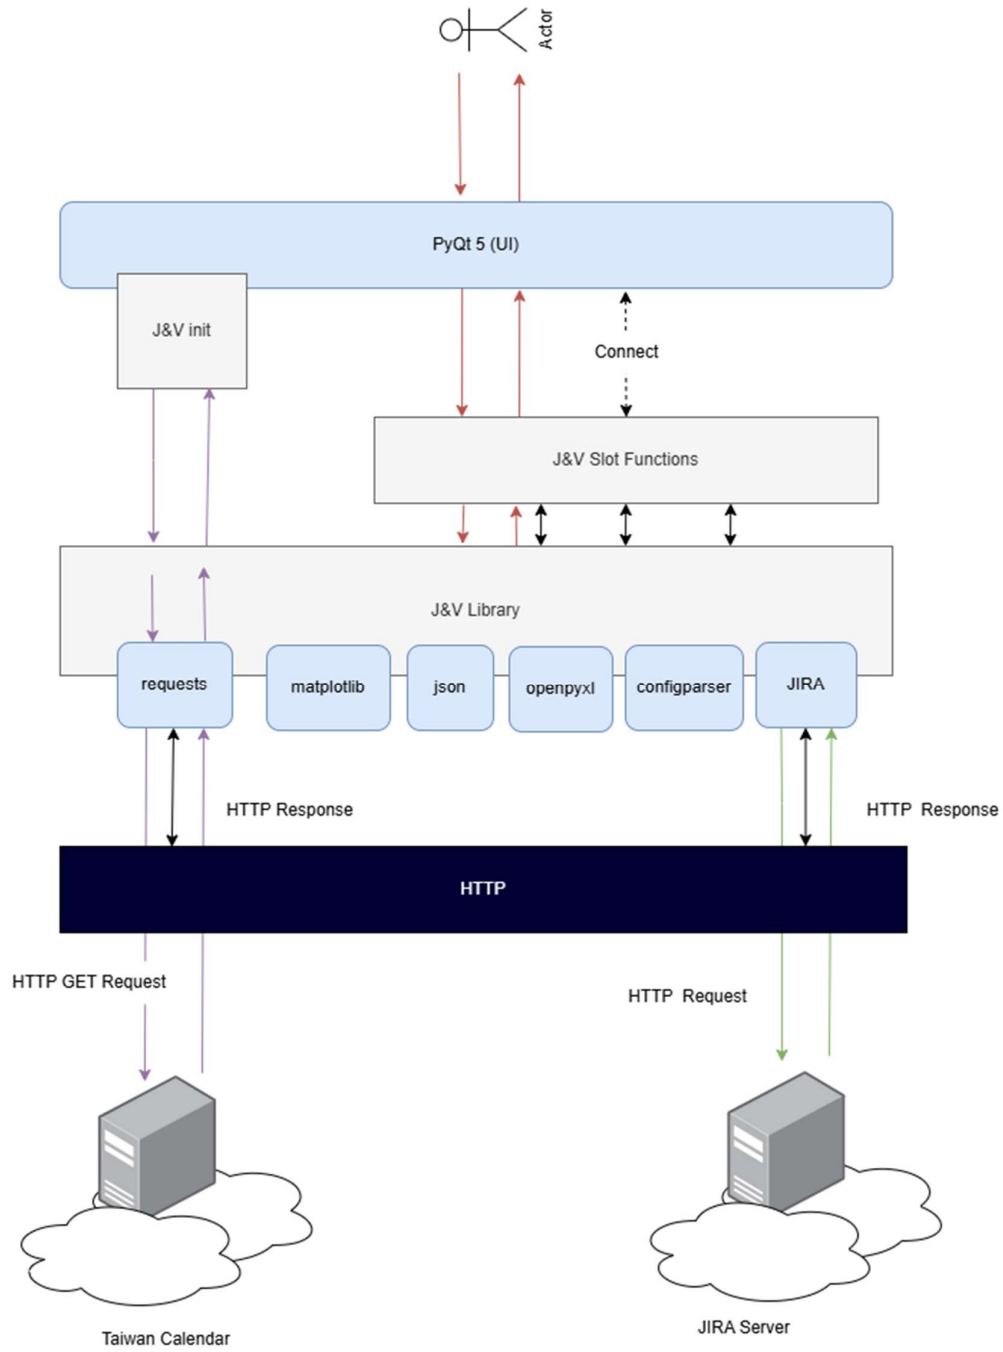 Actor
PyQt 5 (UI)
J&V init
Connect
J&V Slot Functions
J&V Library
requests
matplotlib
json
openpyxl
configparser
JIRA
HTTP Response
HTTP  Response
HTTP
HTTP GET Request
HTTP  Request
Taiwan Calendar
JIRA Server